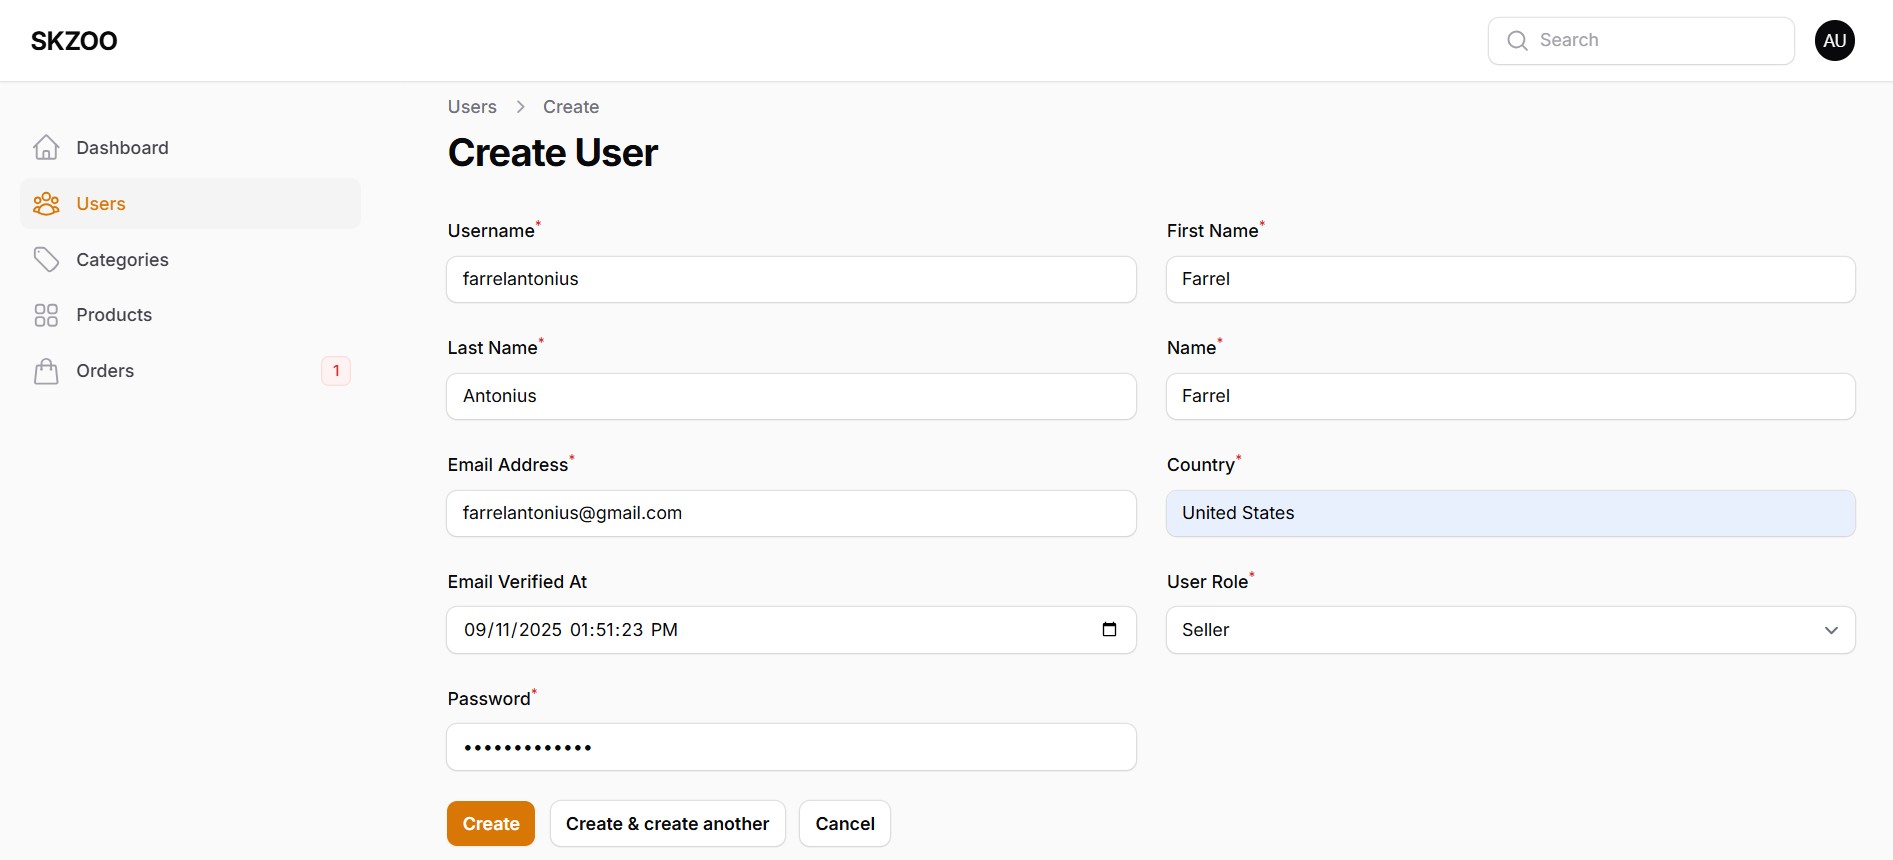 SKZOO
Search
AU
Dashboard
Users
Categories
Products
Orders
1
Users > Create
Create User
Username*
farrelantonius
First Name*
Farrel
Last Name*
Antonius
Name*
Farrel
Email Address*
farrelantonius@gmail.com
Country*
United States
Email Verified At
09/11/2025 01:51:23 PM
User Role*
Seller
Password*
•••••••••••••
Create
Create & create another
Cancel